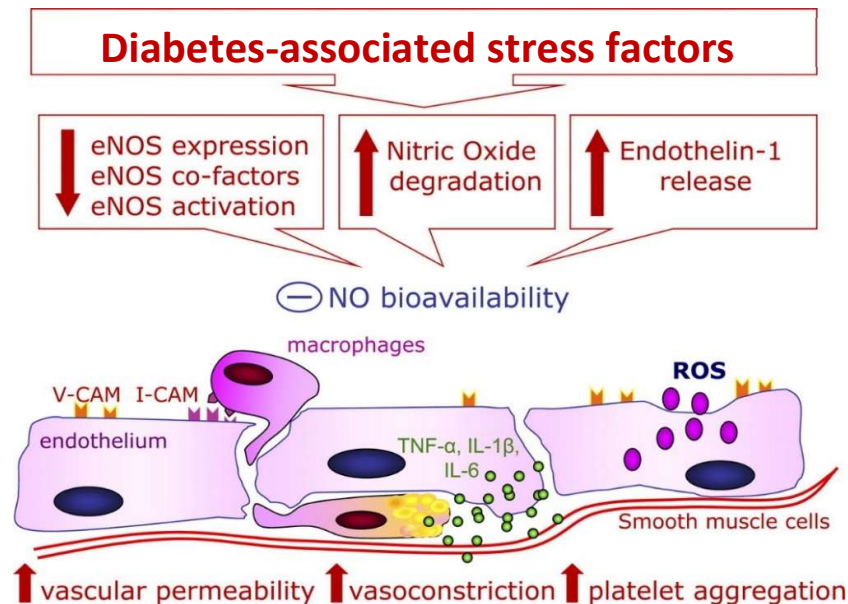 Diabetes-associated stress factors
eNOS expression
eNOS co-factors
eNOS activation
Nitric Oxide
degradation
Endothelin-1
release
NO bioavailability
macrophages
V-CAM I-CAM
ROS
endothelium
TNF-α, IL-1β,
IL-6
Smooth muscle cells
vascular permeability
vasoconstriction
platelet aggregation